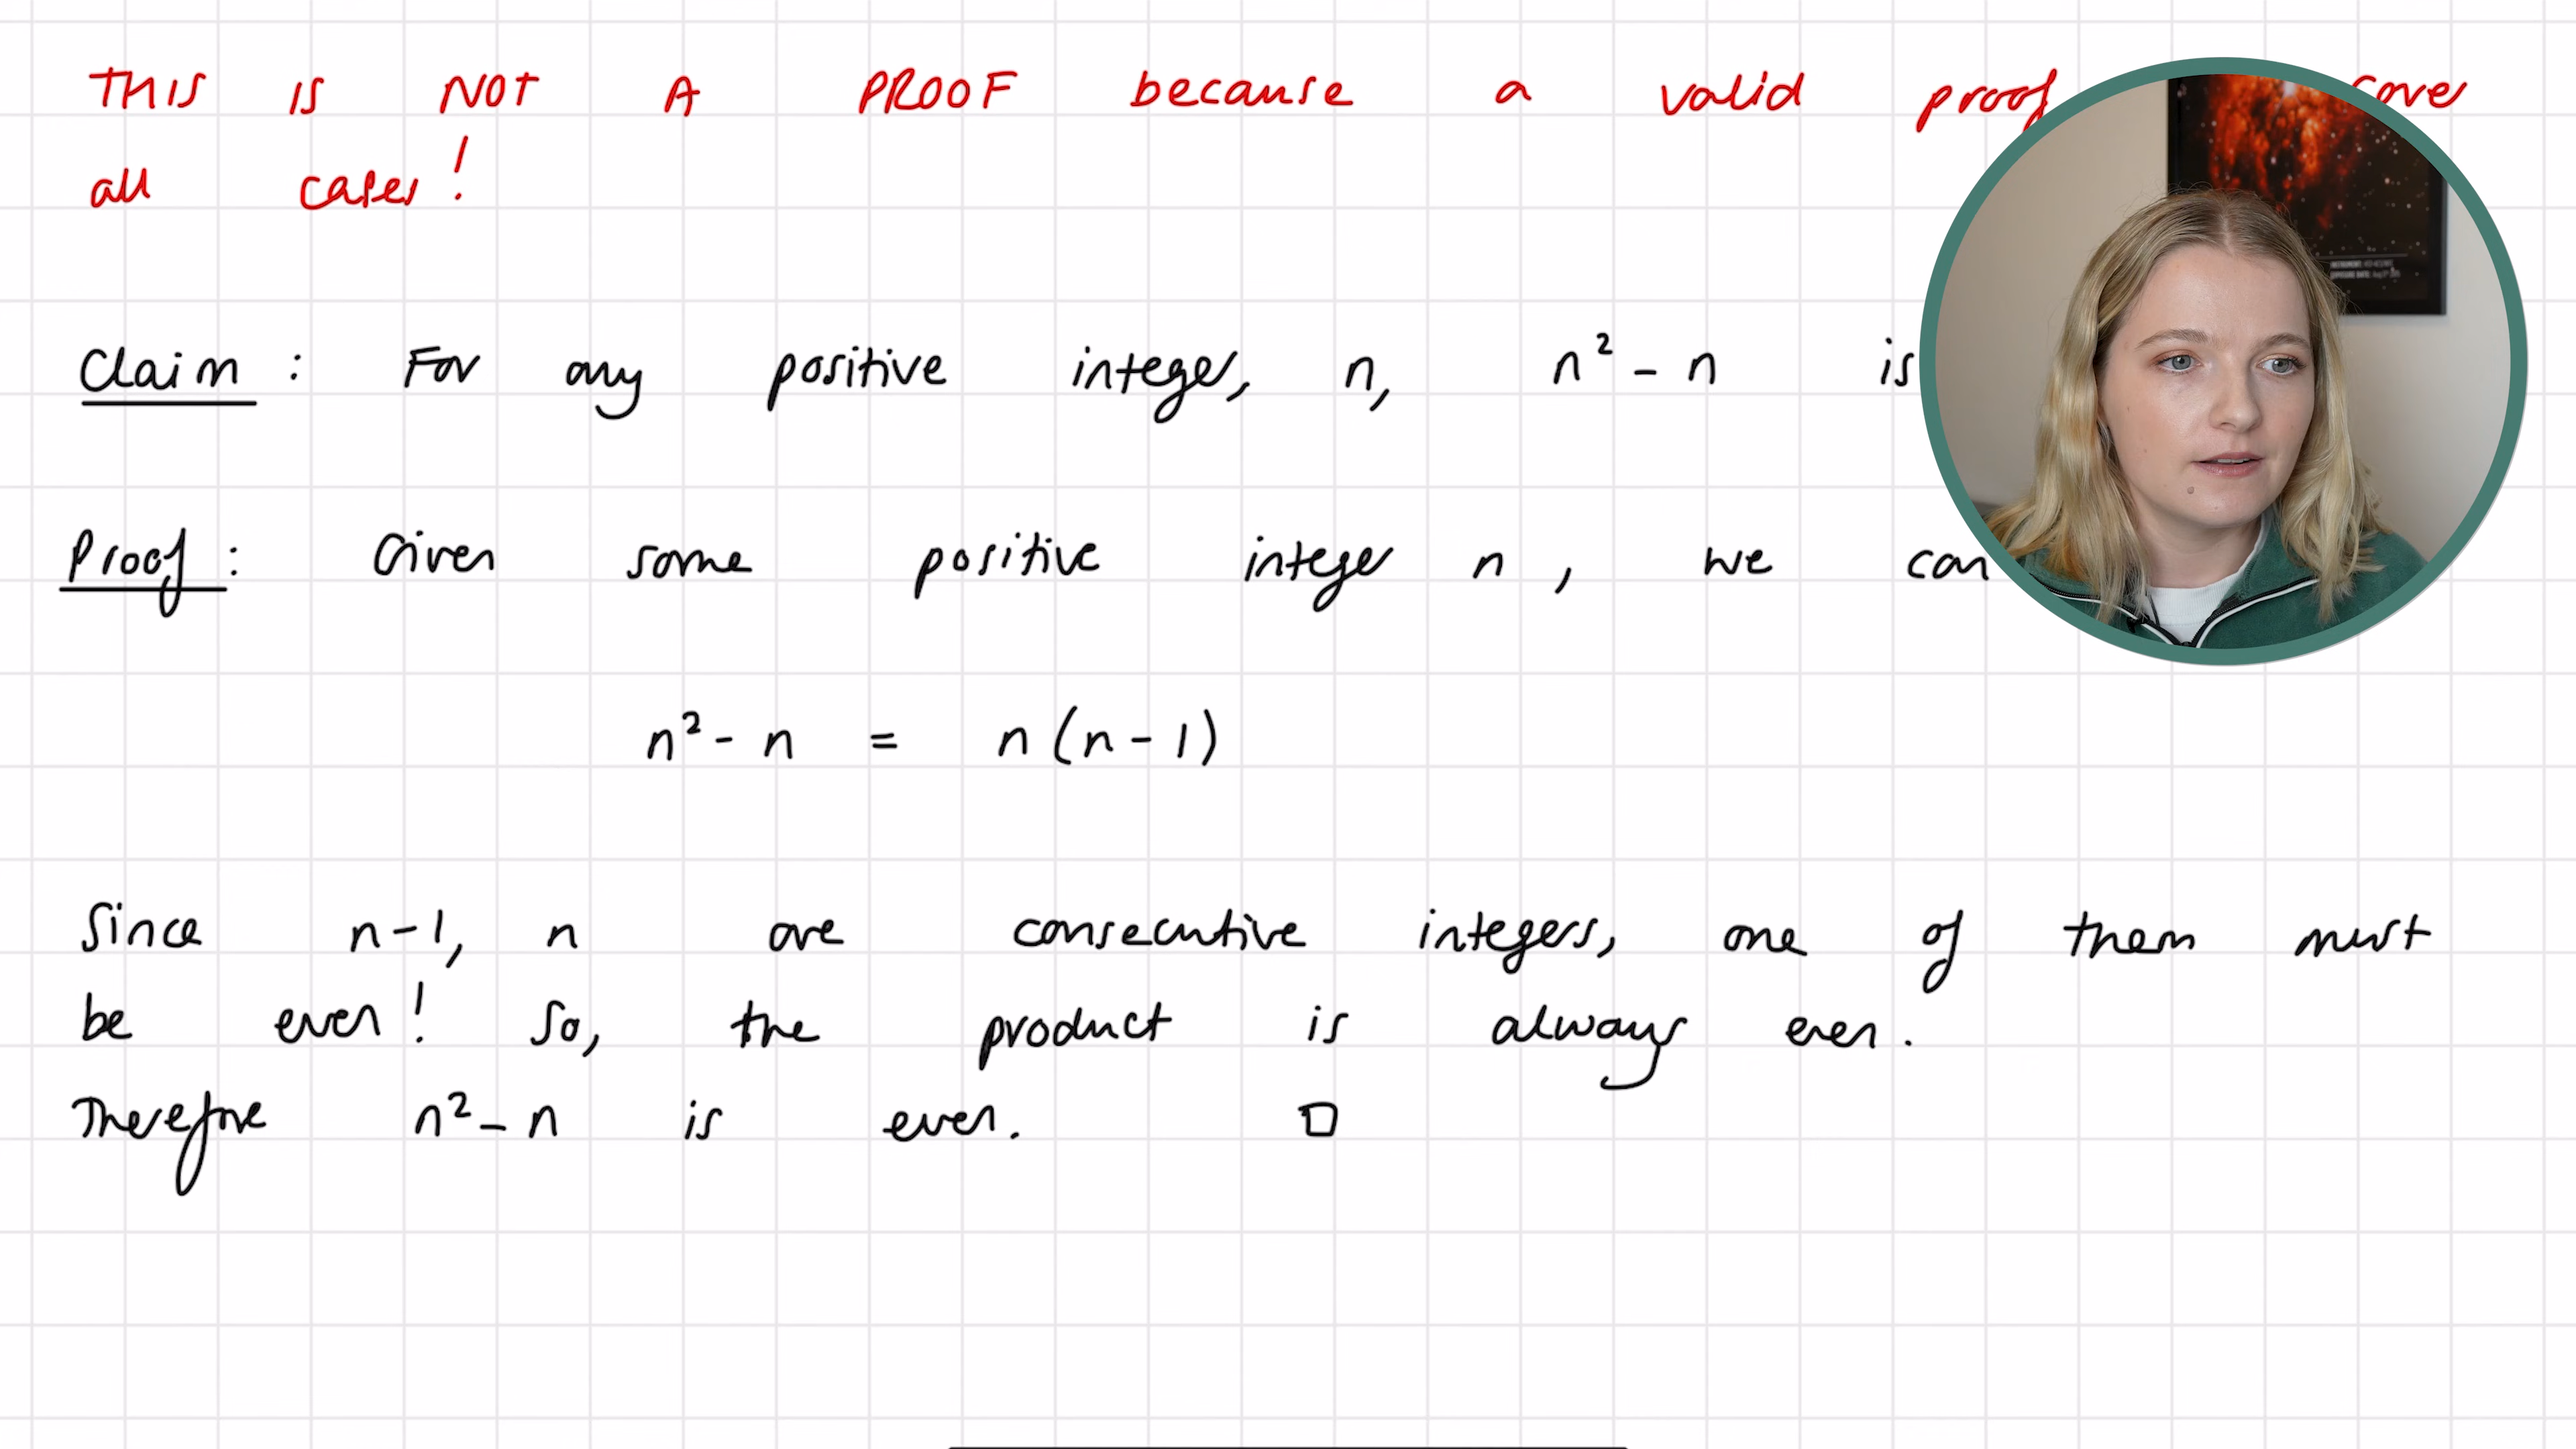 THIS IS NOT A PROOF because a valid proof cover
all cases!
Claim : For any positive integer, n, n² - n is
Proof : Given some positive integer n , we can
n² - n = n (n - 1)
Since n-1, n are consecutive integers, one of them must
be even! So, the product is always even.
Therefore n² - n is even. □